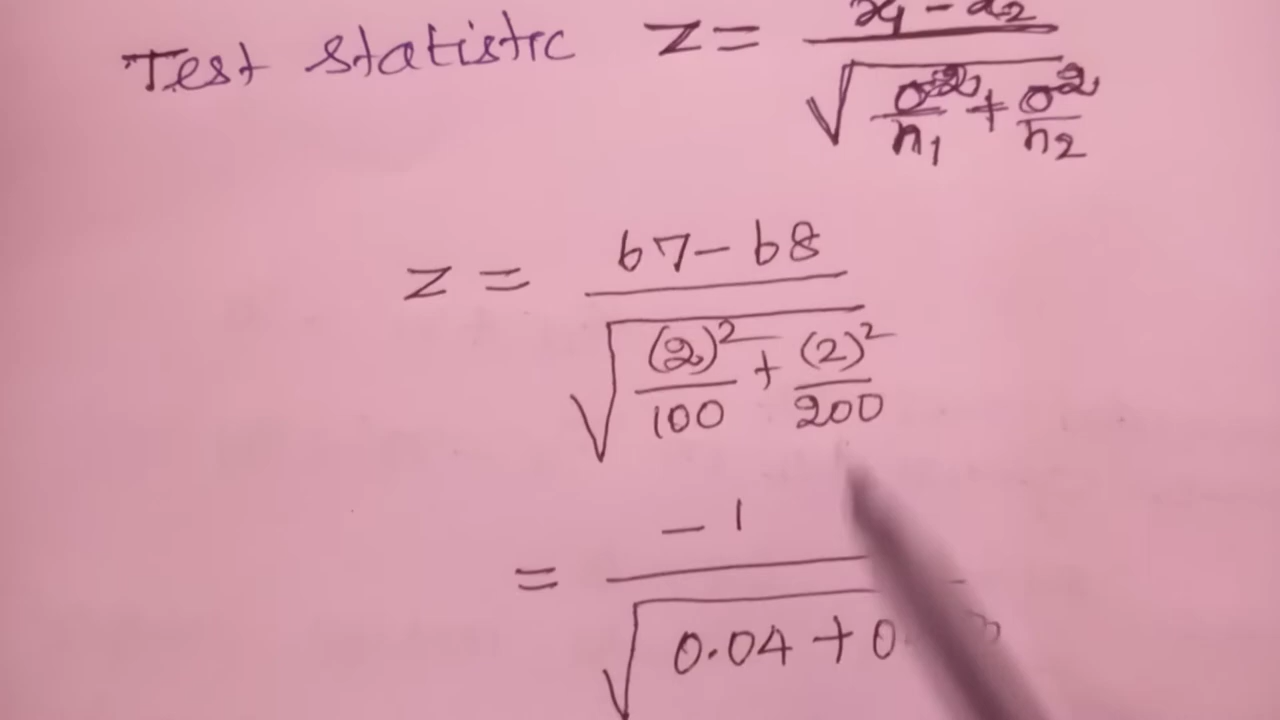 Test statistic z = x₁ - x₂ / √(σ²/n₁ + σ²/n₂)
z = 67 - 68 / √((2)²/100 + (2)²/200)
= -1 / √(0.04 + 0.